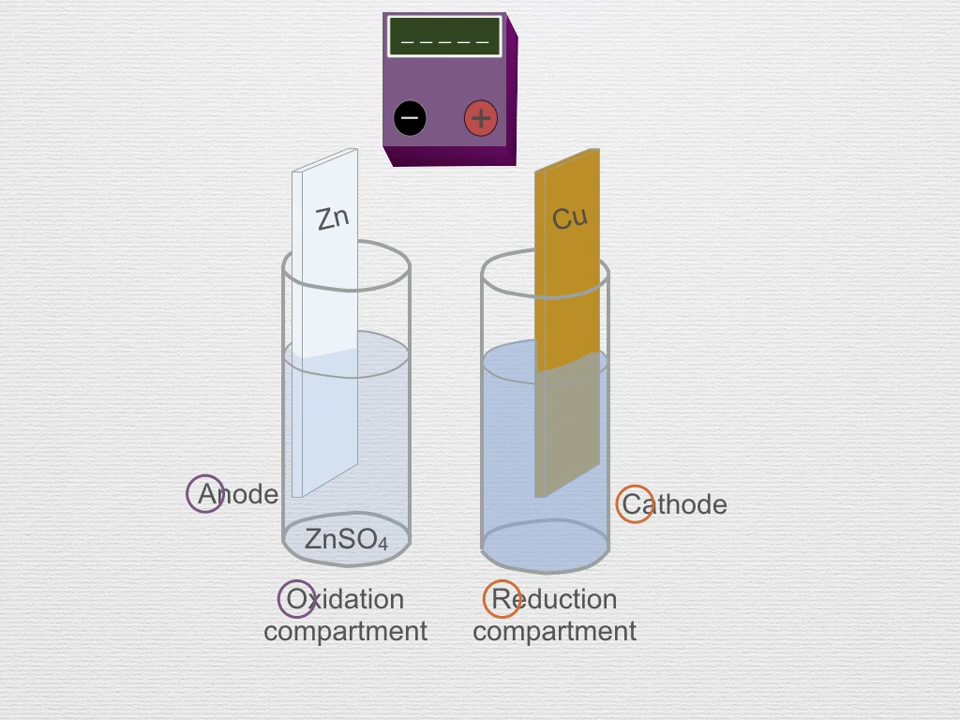 _ _ _ _ _
− +
Zn
Cu
Anode
Cathode
ZnSO₄
Oxidation
compartment
Reduction
compartment